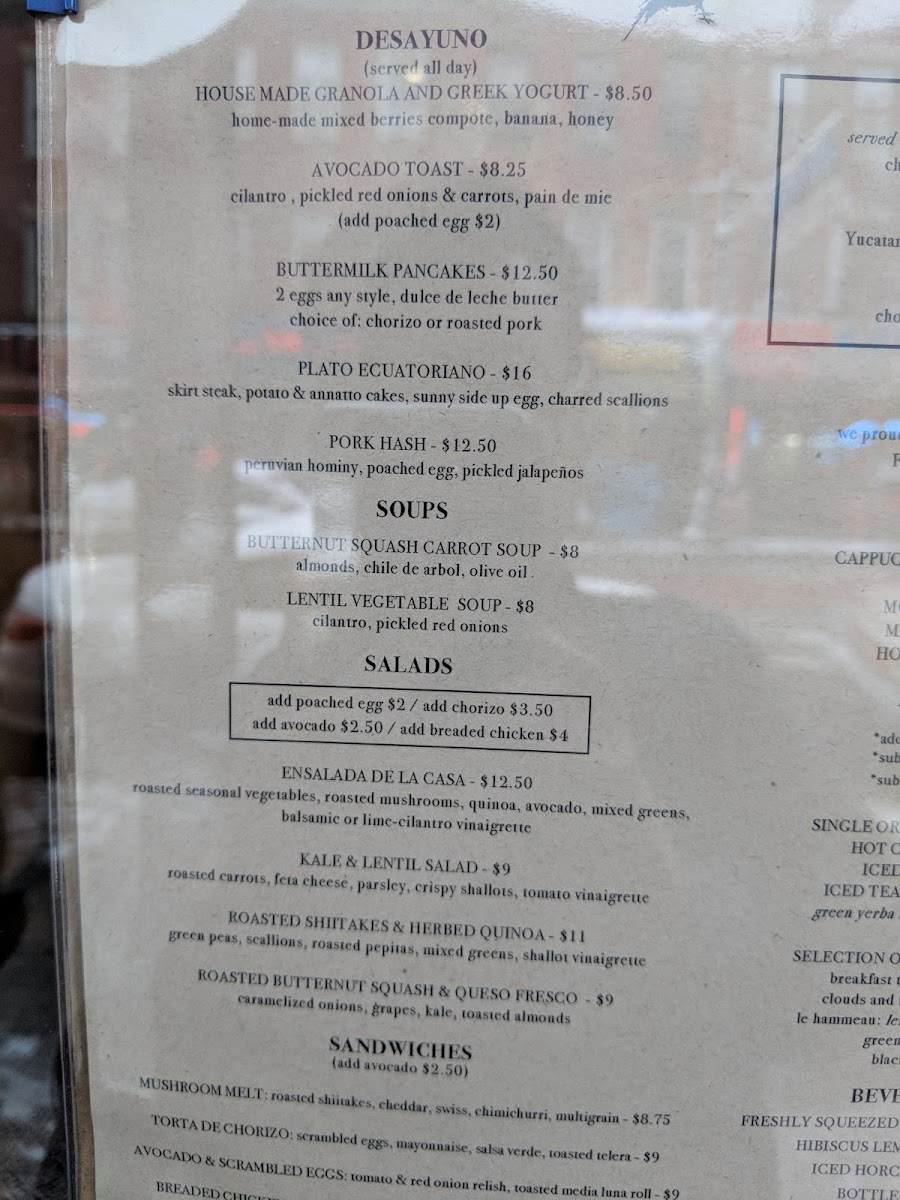 DESAYUNO
(served all day)
HOUSE MADE GRANOLA AND GREEK YOGURT - $8.50
home-made mixed berries compote, banana, honey
AVOCADO TOAST - $8.25
cilantro , pickled red onions & carrots, pain de mie
(add poached egg $2)
BUTTERMILK PANCAKES - $12.50
2 eggs any style, dulce de leche butter
choice of: chorizo or roasted pork
PLATO ECUATORIANO - $16
skirt steak, potato & annatto cakes, sunny side up egg, charred scallions
PORK HASH - $12.50
peruvian hominy, poached egg, pickled jalapeños
SOUPS
BUTTERNUT SQUASH CARROT SOUP - $8
almonds, chile de arbol, olive oil .
LENTIL VEGETABLE SOUP - $8
cilantro, pickled red onions
SALADS
add poached egg $2 / add chorizo $3.50
add avocado $2.50 / add breaded chicken $4
ENSALADA DE LA CASA - $12.50
roasted seasonal vegetables, roasted mushrooms, quinoa, avocado, mixed greens,
balsamic or lime-cilantro vinaigrette
KALE & LENTIL SALAD - $9
roasted carrots, feta cheese, parsley, crispy shallots, tomato vinaigrette
ROASTED SHIITAKES & HERBED QUINOA - $11
green peas, scallions, roasted pepitas, mixed greens, shallot vinaigrette
ROASTED BUTTERNUT SQUASH & QUESO FRESCO - $9
caramelized onions, grapes, kale, toasted almonds
SANDWICHES
(add avocado $2.50)
MUSHROOM MELT: roasted shiitakes, cheddar, swiss, chimichurri, multigrain - $8.75
TORTA DE CHORIZO: scrambled eggs, mayonnaise, salsa verde, toasted telera - $9
AVOCADO & SCRAMBLED EGGS: tomato & red onion relish, toasted media luna roll - $9
BREADED
served
we
SINGLE
HOT
ICED
ICED TEA
green yerba
SELECTION
breakfast
clouds and
le hammeau:
FRESHLY SQUEEZED
HIBISCUS
ICED